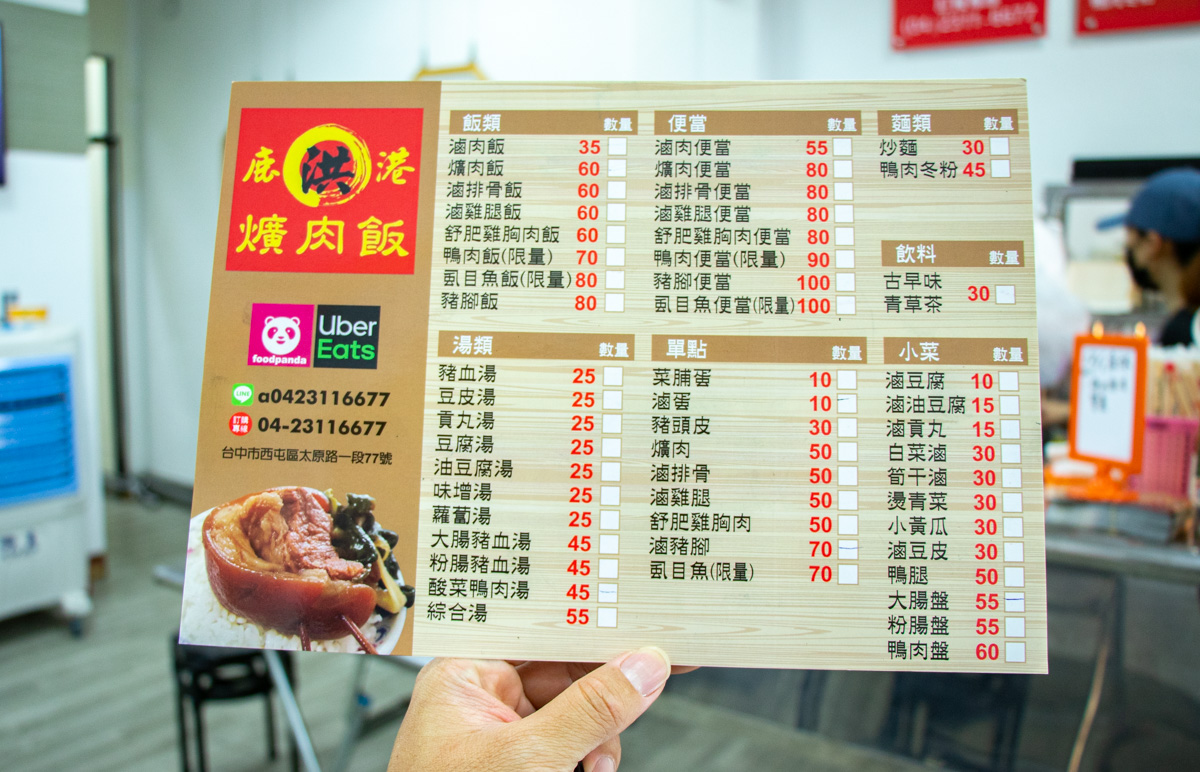 鹿 洪 港
爌肉飯
foodpanda
Uber
Eats
LINE a0423116677
訂購專線 04-23116677
台中市西屯區太原路一段77號
飯類 數量
滷肉飯 35
爌肉飯 60
滷排骨飯 60
滷雞腿飯 60
舒肥雞胸肉飯 60
鴨肉飯(限量) 70
虱目魚飯(限量) 80
豬腳飯 80
便當 數量
滷肉便當 55
爌肉便當 80
滷排骨便當 80
滷雞腿便當 80
舒肥雞胸肉便當 80
鴨肉便當(限量) 90
豬腳便當 100
虱目魚便當(限量) 100
麵類 數量
炒麵 30
鴨肉冬粉 45
飲料 數量
古早味
青草茶 30
湯類 數量
豬血湯 25
豆皮湯 25
貢丸湯 25
豆腐湯 25
油豆腐湯 25
味增湯 25
蘿蔔湯 25
大腸豬血湯 45
粉腸豬血湯 45
酸菜鴨肉湯 45
綜合湯 55
單點 數量
菜脯蛋 10
滷蛋 10
豬頭皮 30
爌肉 50
滷排骨 50
滷雞腿 50
舒肥雞胸肉 50
滷豬腳 70
虱目魚(限量) 70
小菜 數量
滷豆腐 10
滷油豆腐 15
滷貢丸 15
白菜滷 30
筍干滷 30
燙青菜 30
小黃瓜 30
滷豆皮 30
鴨腿 50
大腸盤 55
粉腸盤 55
鴨肉盤 60